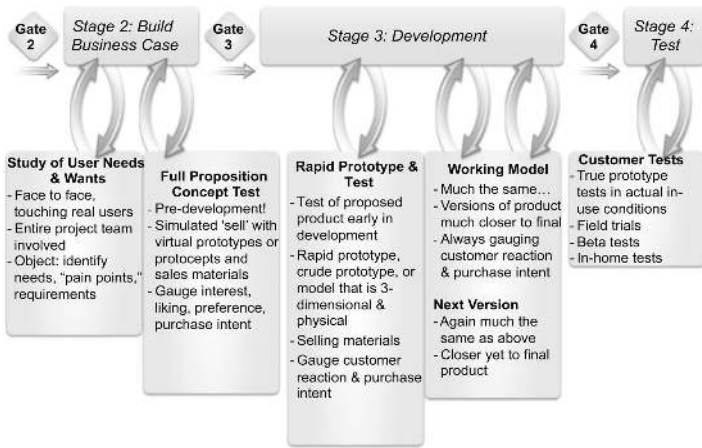 Gate
2
Stage 2: Build
Business Case
Gate
3
Stage 3: Development
Gate
4
Stage 4:
Test
Study of User Needs
& Wants
- Face to face,
touching real users
- Entire project team
involved
- Object: identify
needs, "pain points,"
requirements
Full Proposition
Concept Test
- Pre-development!
- Simulated 'sell' with
virtual prototypes or
protocepts and
sales materials
- Gauge interest,
liking, preference,
purchase intent
Rapid Prototype &
Test
- Test of proposed
product early in
development
- Rapid prototype,
crude prototype, or
model that is 3-
dimensional &
physical
- Selling materials
- Gauge customer
reaction & purchase
intent
Working Model
- Much the same...
- Versions of product
much closer to final
- Always gauging
customer reaction
& purchase intent
Next Version
- Again much the
same as above
- Closer yet to final
product
Customer Tests
- True prototype
tests in actual in-
use conditions
- Field trials
- Beta tests
- In-home tests